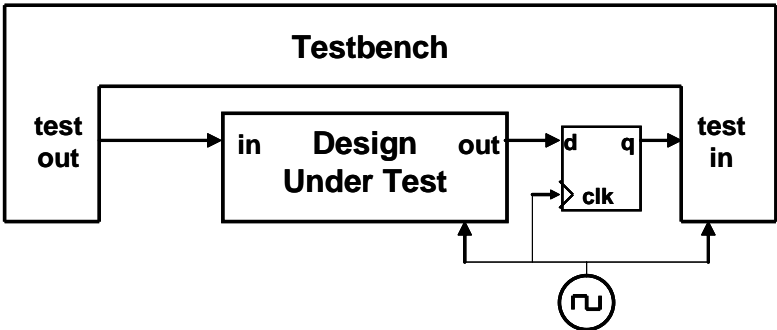 Testbench
test
out
in
Design
Under Test
out
d
q
clk
test
in